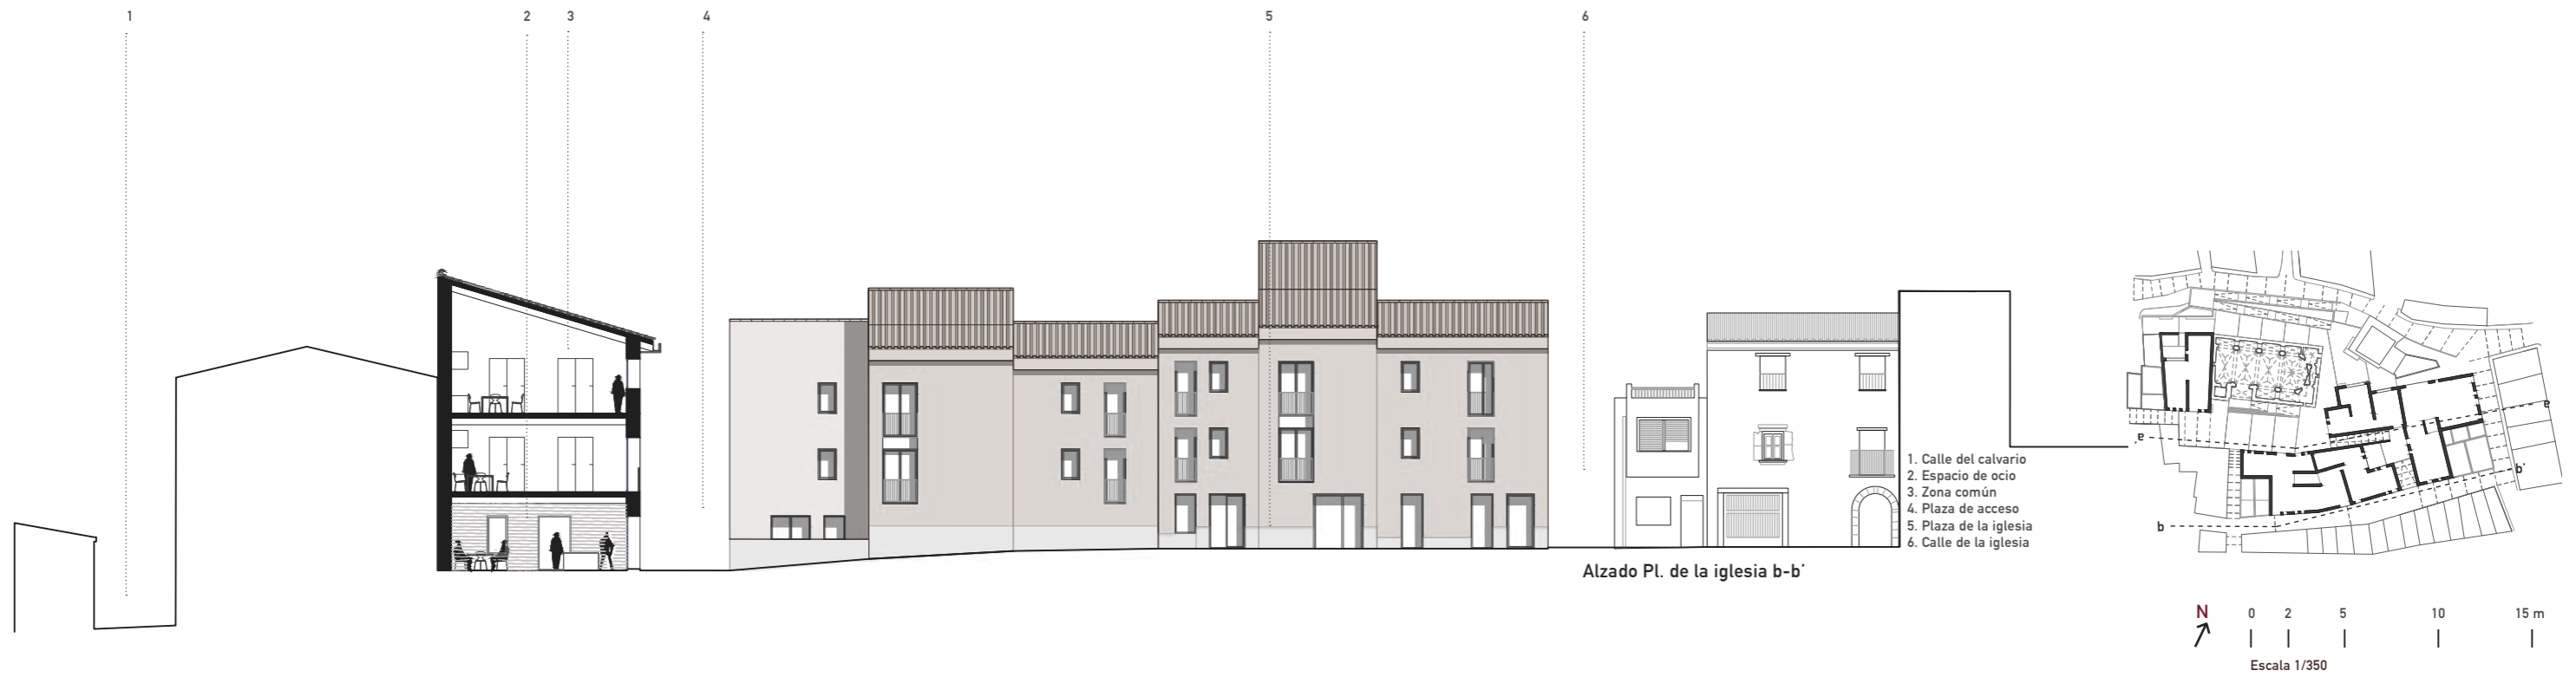 1 2 3 4 5 6
1. Calle del calvario
2. Espacio de ocio
3. Zona común
4. Plaza de acceso
5. Plaza de la iglesia
6. Calle de la iglesia
Alzado Pl. de la iglesia b-b'
a
a
b'
b
N 0 2 5 10 15 m
Escala 1/350